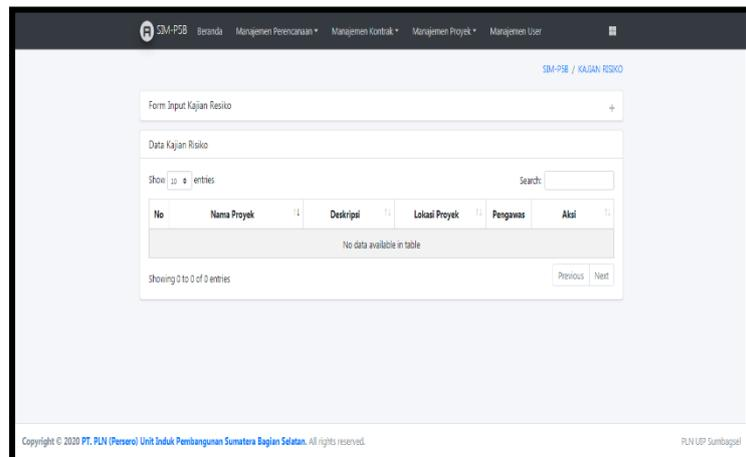 SIM-PSB Beranda Manajemen Perencanaan Manajemen Kontrak Manajemen Proyek Manajemen User
SIM-PSB / KAJIAN RISIKO
Form Input Kajian Resiko +
Data Kajian Risiko
Show 10 entries Search:
No Nama Proyek Deskripsi Lokasi Proyek Pengawas Aksi
No data available in table
Showing 0 to 0 of 0 entries Previous Next
Copyright © 2020 PT. PLN (Persero) Unit Induk Pembangunan Sumatera Bagian Selatan. All rights reserved. PLN UIP Sumbagsel